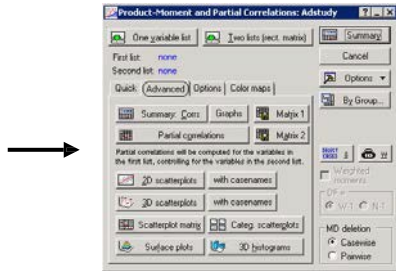 Product-Moment and Partial Correlations: Adstudy
One variable list
Two lists (rect. matrix)
Summary
First list: none
Second list: none
Cancel
Options
By Group...
Quick Advanced Options Color maps
Summary: Corrs Graphs Matrix 1
Partial correlations Matrix 2
Partial correlations will be computed for the variables in
the first list, controlling for the variables in the second list.
2D scatterplots with casenames
3D scatterplots with casenames
Scatterplot matrix Categ. scatterplots
Surface plots 3D histograms
SELECT CASES S W
Weighted
moments
DF =
W-1 N-1
MD deletion
Casewise
Pairwise